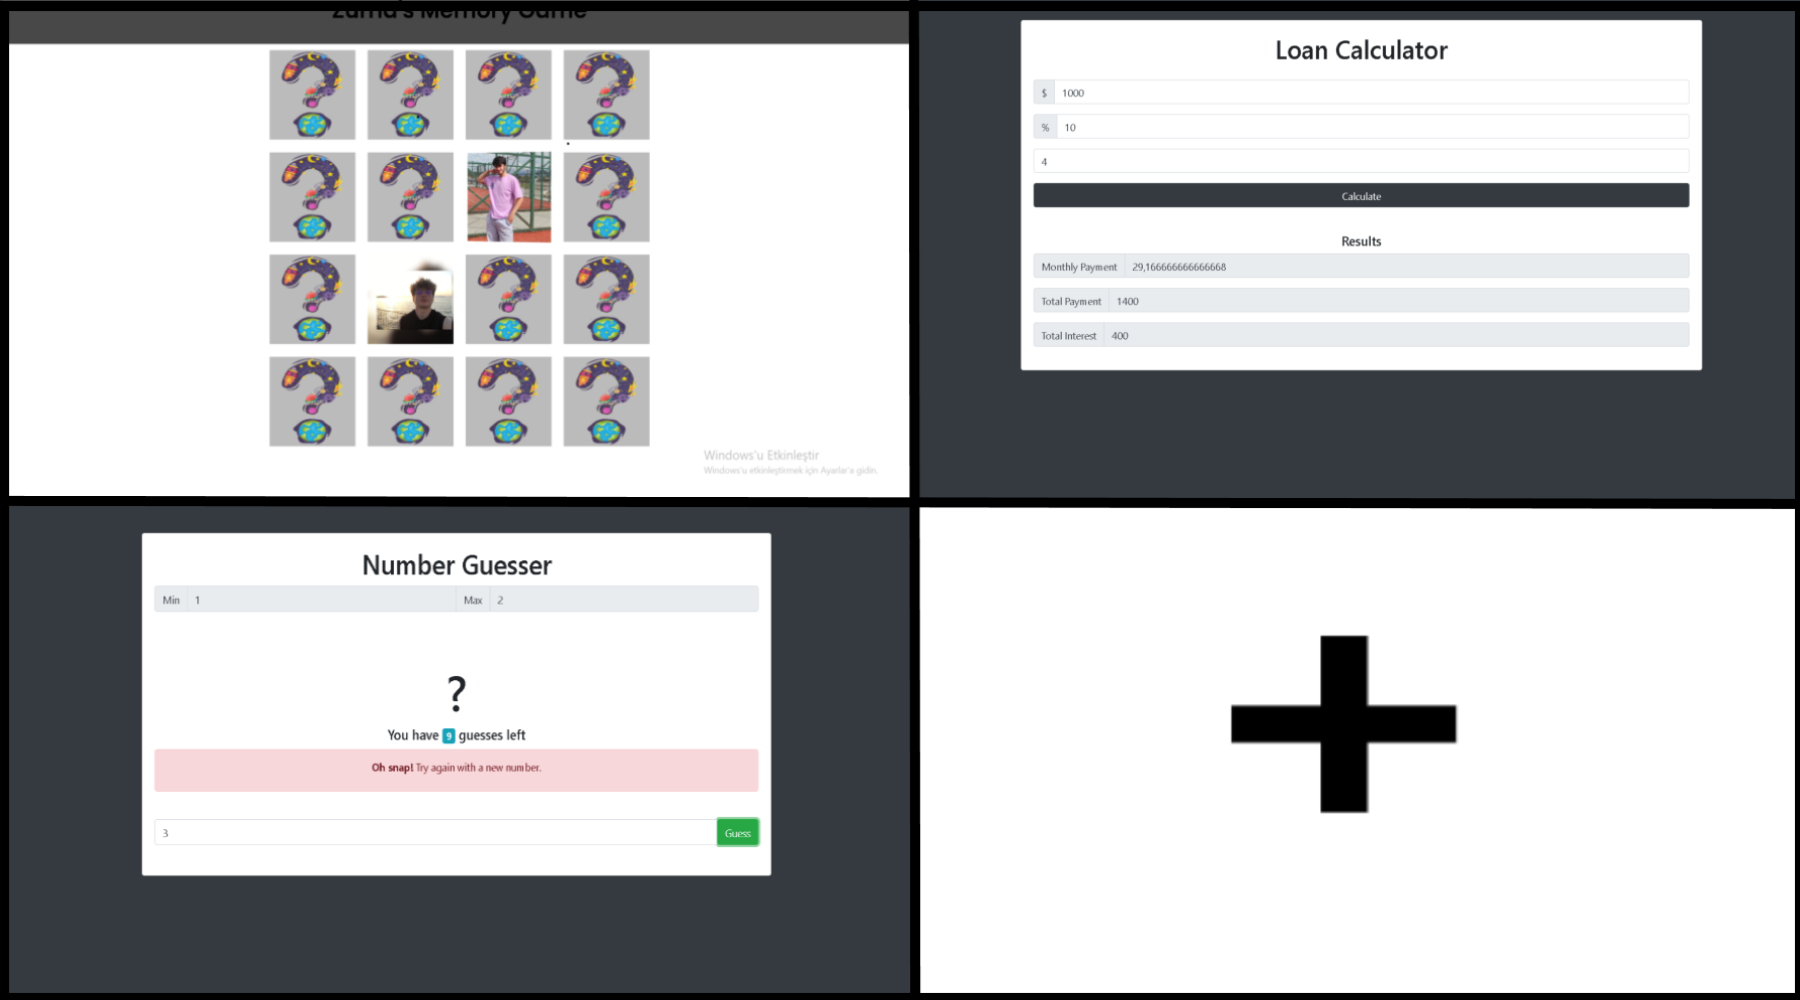 Zama's Memory Game
Windows'u Etkinleştir
Windows'u etkinleştirmek için Ayarlar'a gidin.
Loan Calculator
$ 1000
% 10
4
Calculate
Results
Monthly Payment 29,166666666666668
Total Payment 1400
Total Interest 400
Number Guesser
Min 1 Max 2
?
You have 9 guesses left
Oh snap! Try again with a new number.
3 Guess